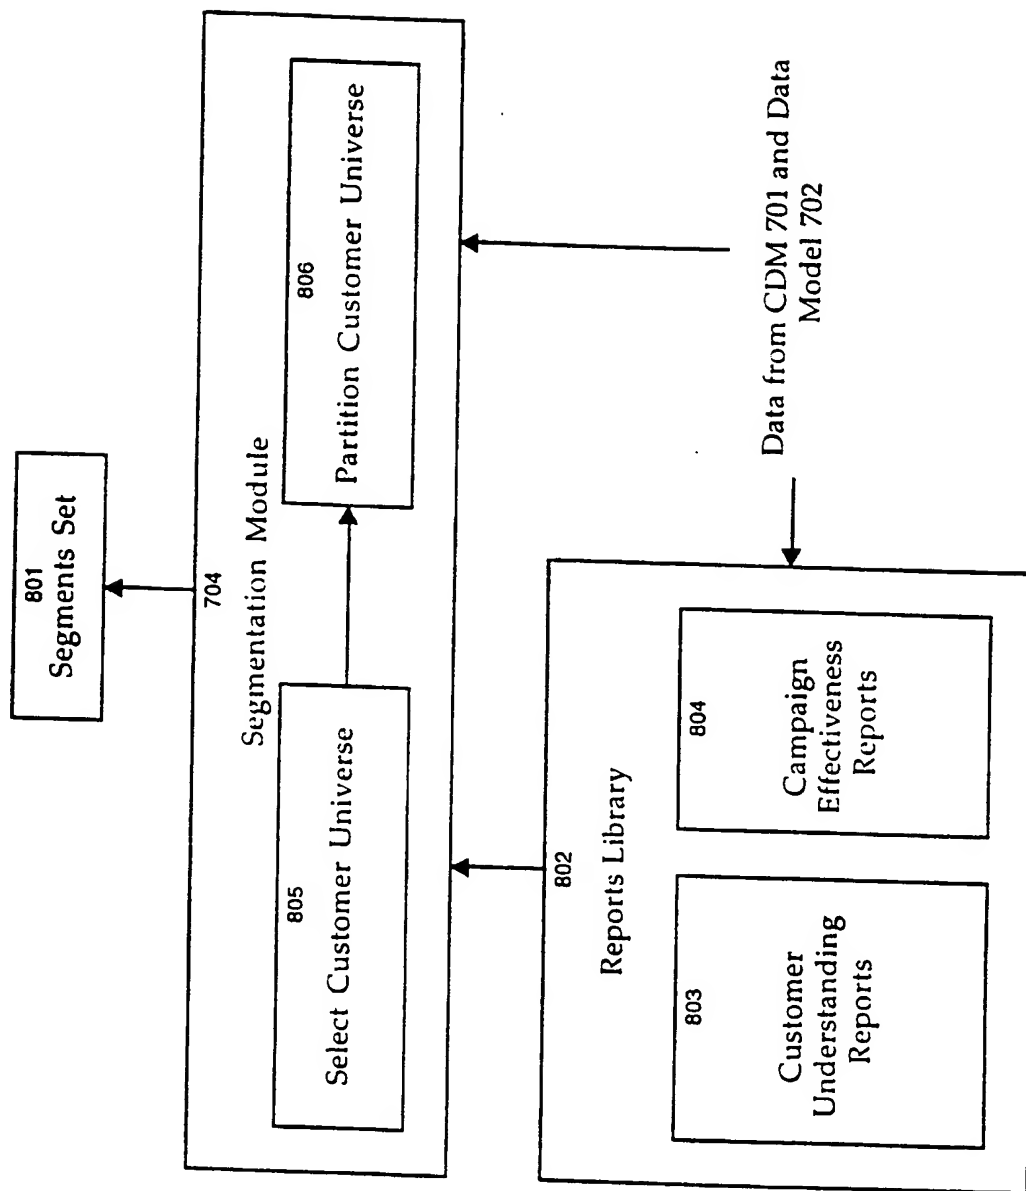 801
Segments Set
704
Segmentation Module
805
Select Customer Universe
806
Partition Customer Universe
802
Reports Library
803
Customer
Understanding
Reports
804
Campaign
Effectiveness
Reports
Data from CDM 701 and Data
Model 702